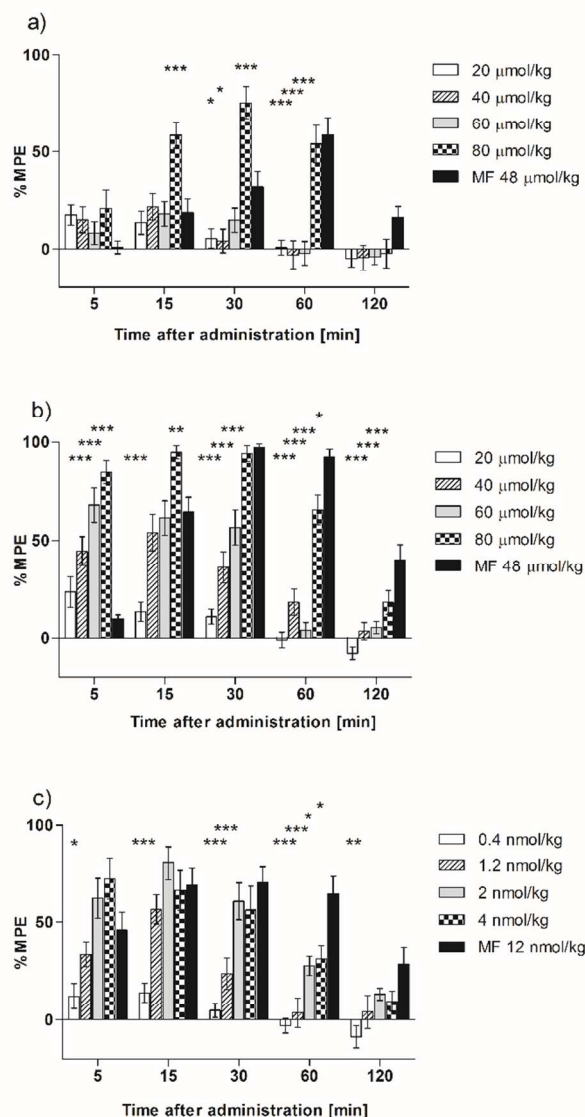 a)
100
50
0
% MPE
***
*
*
***
***
***
***
20 μmol/kg
40 μmol/kg
60 μmol/kg
80 μmol/kg
MF 48 μmol/kg
5 15 30 60 120
Time after administration [min]
b)
100
50
0
% MPE
***
***
***
***
**
***
***
***
***
***
***
*
***
***
***
20 μmol/kg
40 μmol/kg
60 μmol/kg
80 μmol/kg
MF 48 μmol/kg
5 15 30 60 120
Time after administration [min]
c)
100
50
0
% MPE
*
***
***
***
***
***
*
*
**
0.4 nmol/kg
1.2 nmol/kg
2 nmol/kg
4 nmol/kg
MF 12 nmol/kg
5 15 30 60 120
Time after administration [min]